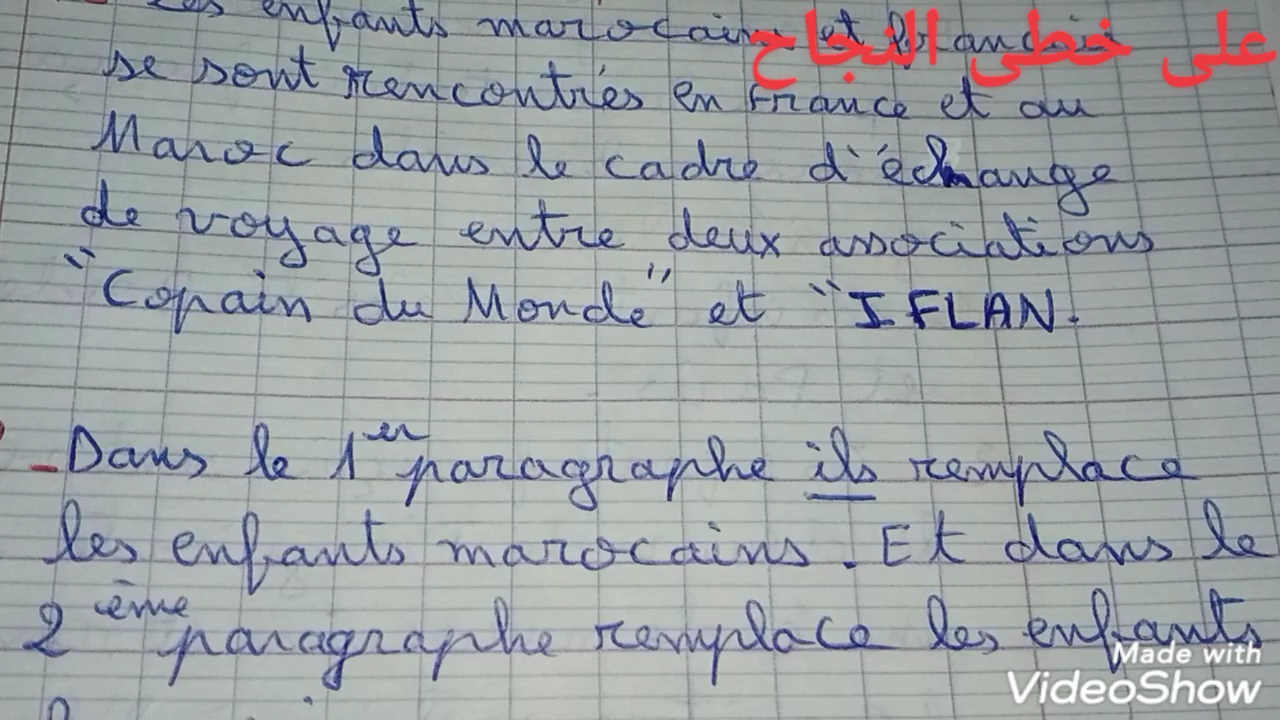 Les enfants marocains et
على خطى النجاح
se sont rencontrés en France et au
Maroc dans le cadre d'échange
de voyage entre deux associations
"Copain du Monde" et "IFLAN.
-Dans le 1er paragraphe ils remplace
les enfants marocains. Et dans le
2ème paragraphe remplace les enfants
Made with
VideoShow